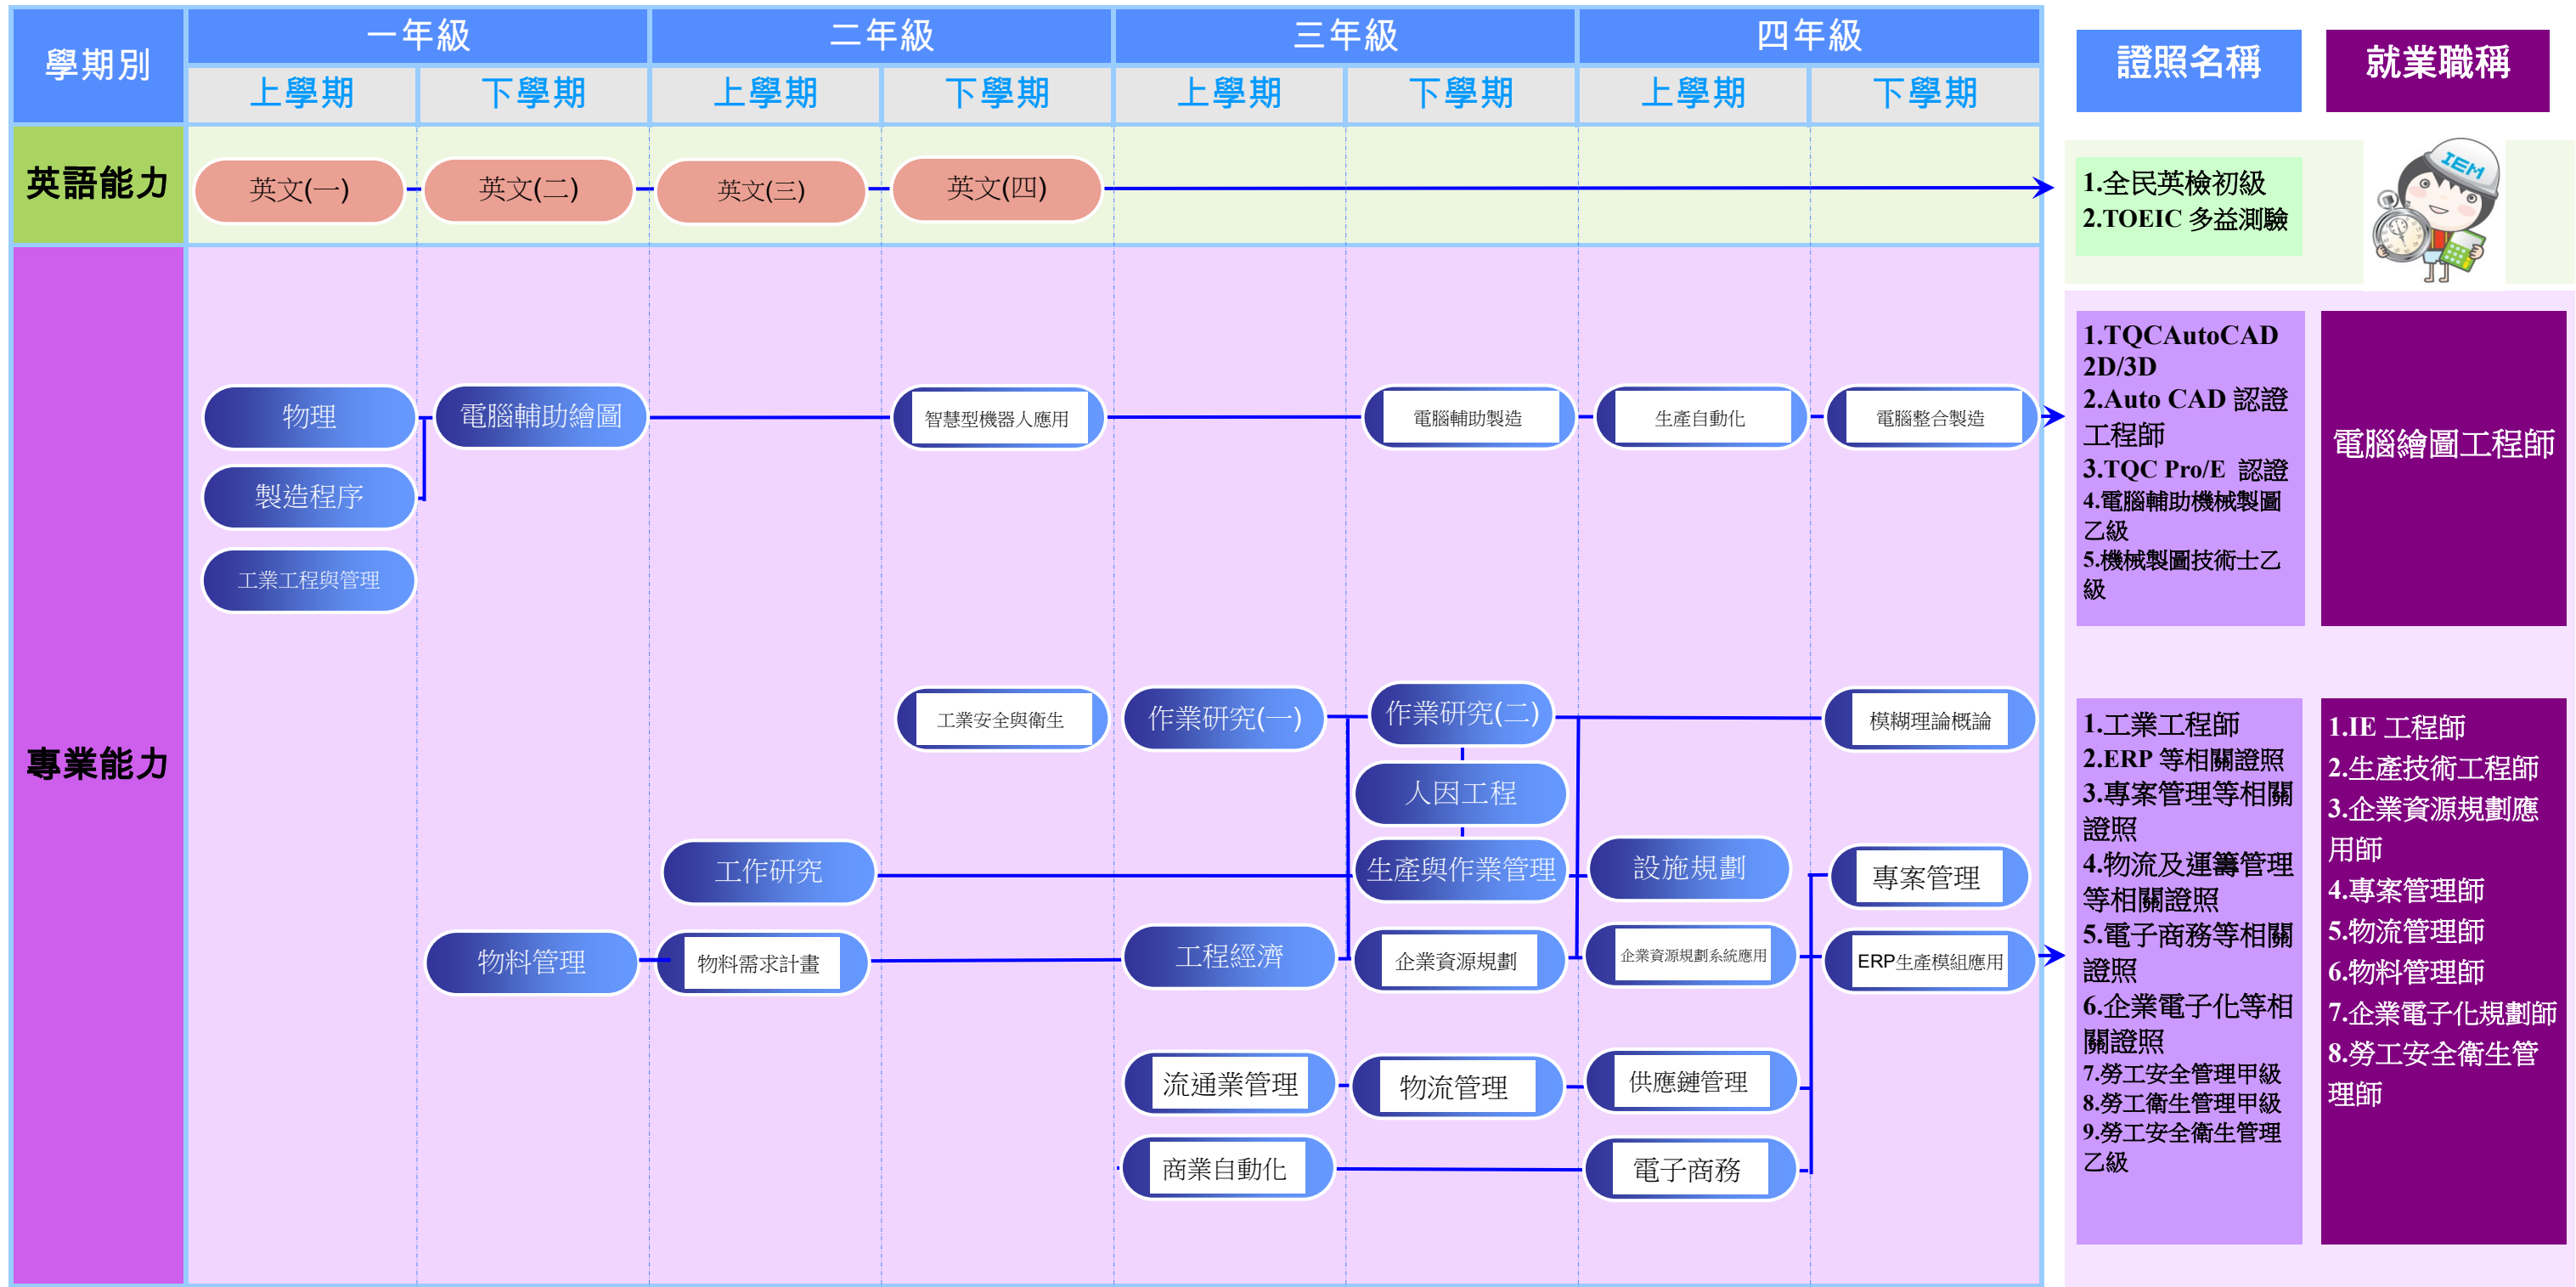 學期別
一年級
二年級
三年級
四年級
上學期
下學期
上學期
下學期
上學期
下學期
上學期
下學期
證照名稱
就業職稱
英語能力
英文(一)
英文(二)
英文(三)
英文(四)
1.全民英檢初級
2.TOEIC 多益測驗
IEM
專業能力
物理
電腦輔助繪圖
智慧型機器人應用
電腦輔助製造
生產自動化
電腦整合製造
製造程序
工業工程與管理
1.TQCAutoCAD
2D/3D
2.Auto CAD 認證
工程師
3.TQC Pro/E 認證
4.電腦輔助機械製圖
乙級
5.機械製圖技術士乙
級
電腦繪圖工程師
工業安全與衛生
作業研究(一)
作業研究(二)
模糊理論概論
人因工程
工作研究
生產與作業管理
設施規劃
專案管理
物料管理
物料需求計畫
工程經濟
企業資源規劃
企業資源規劃系統應用
ERP生產模組應用
流通業管理
物流管理
供應鏈管理
商業自動化
電子商務
1.工業工程師
2.ERP 等相關證照
3.專案管理等相關
證照
4.物流及運籌管理
等相關證照
5.電子商務等相關
證照
6.企業電子化等相
關證照
7.勞工安全管理甲級
8.勞工衛生管理甲級
9.勞工安全衛生管理
乙級
1.IE 工程師
2.生產技術工程師
3.企業資源規劃應
用師
4.專案管理師
5.物流管理師
6.物料管理師
7.企業電子化規劃師
8.勞工安全衛生管
理師